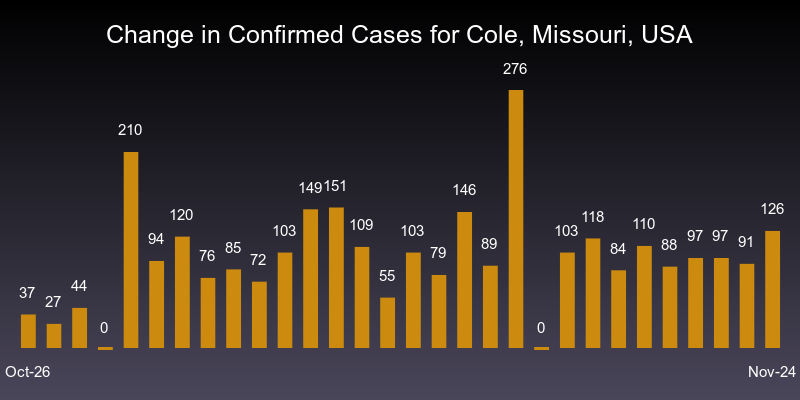 Change in Confirmed Cases for Cole, Missouri, USA
37 27 44 0 210 94 120 76 85 72 103 149 151 109 55 103 79 146 89 276 0 103 118 84 110 88 97 97 91 126
Oct-26 Nov-24